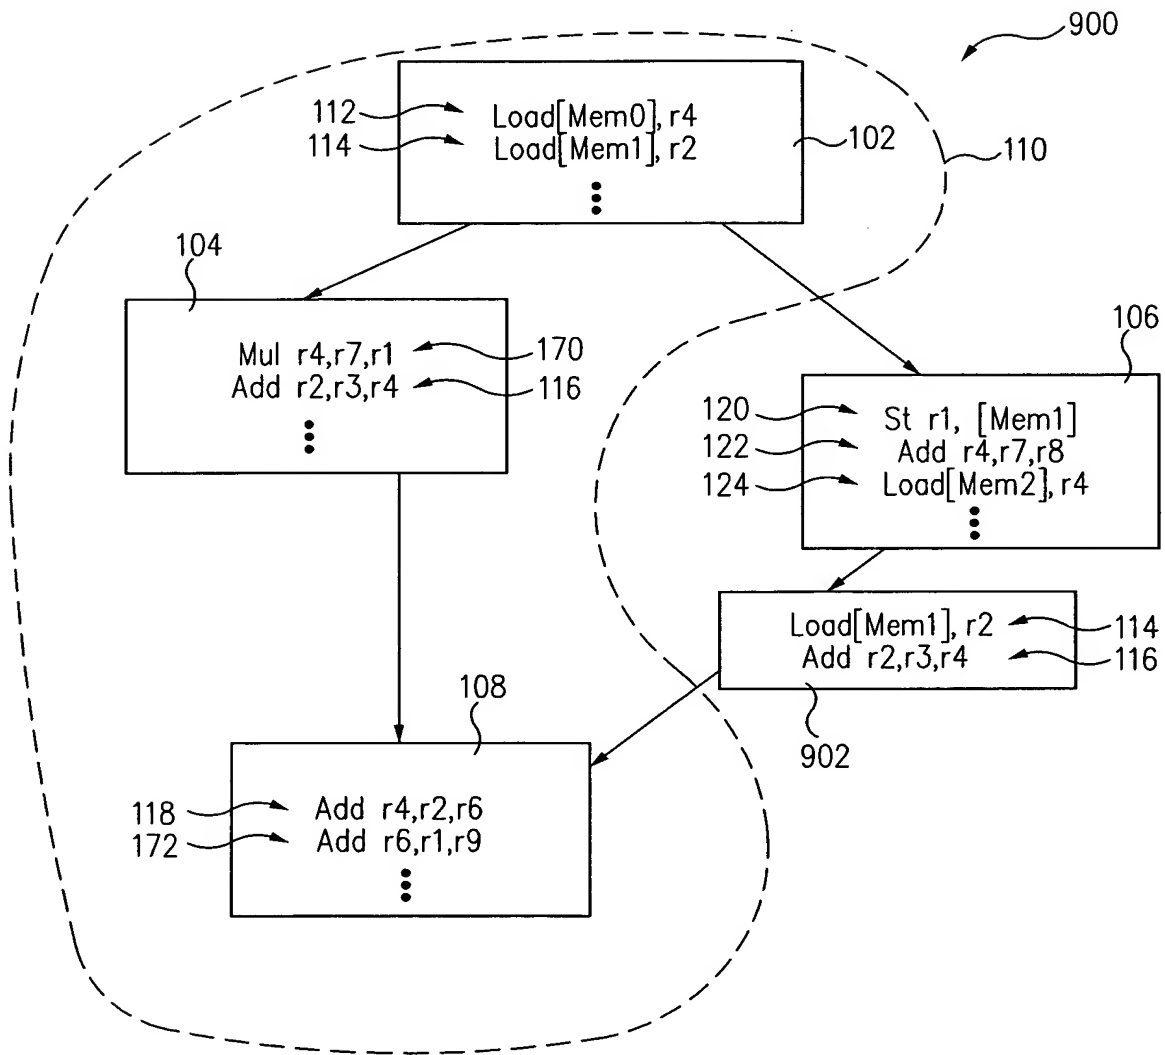 900
112 Load[Mem0], r4
114 Load[Mem1], r2
102
110
104
Mul r4,r7,r1 170
Add r2,r3,r4 116
106
120 St r1, [Mem1]
122 Add r4,r7,r8
124 Load[Mem2], r4
Load[Mem1], r2 114
Add r2,r3,r4 116
902
108
118 Add r4,r2,r6
172 Add r6,r1,r9